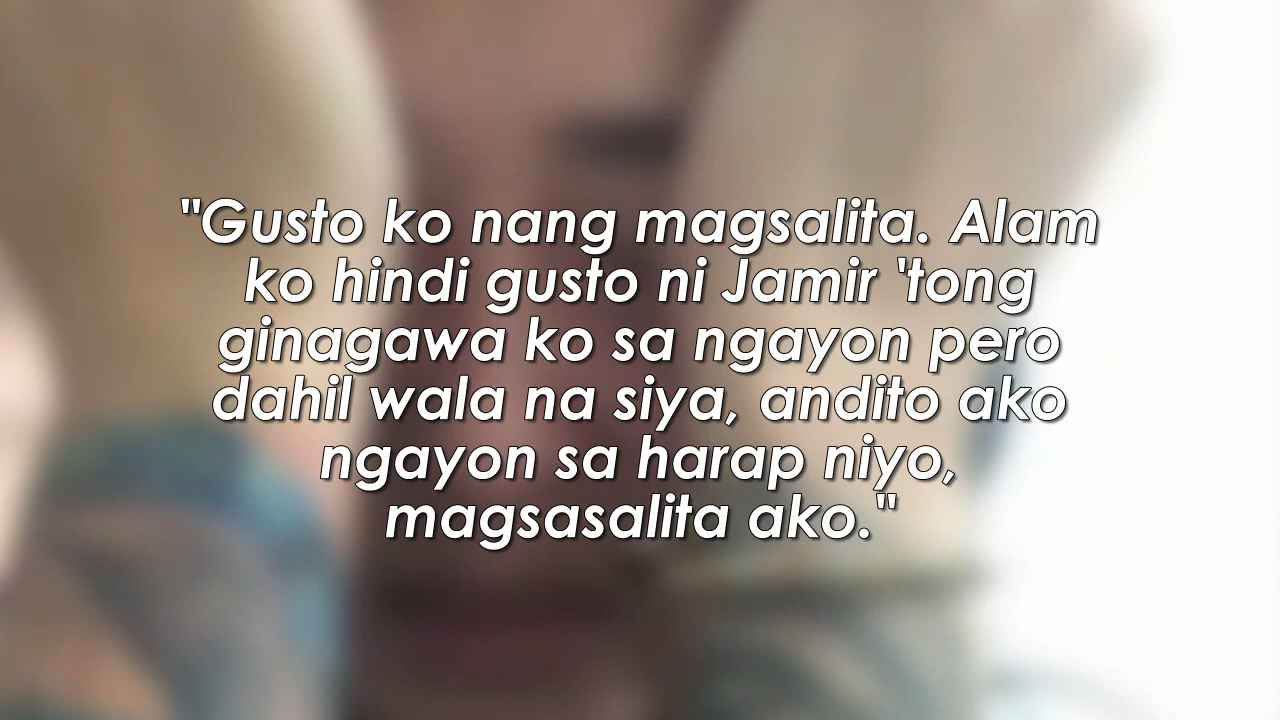 "Gusto ko nang magsalita. Alam
ko hindi gusto ni Jamir 'tong
ginagawa ko sa ngayon pero
dahil wala na siya, andito ako
ngayon sa harap niyo,
magsasalita ako."